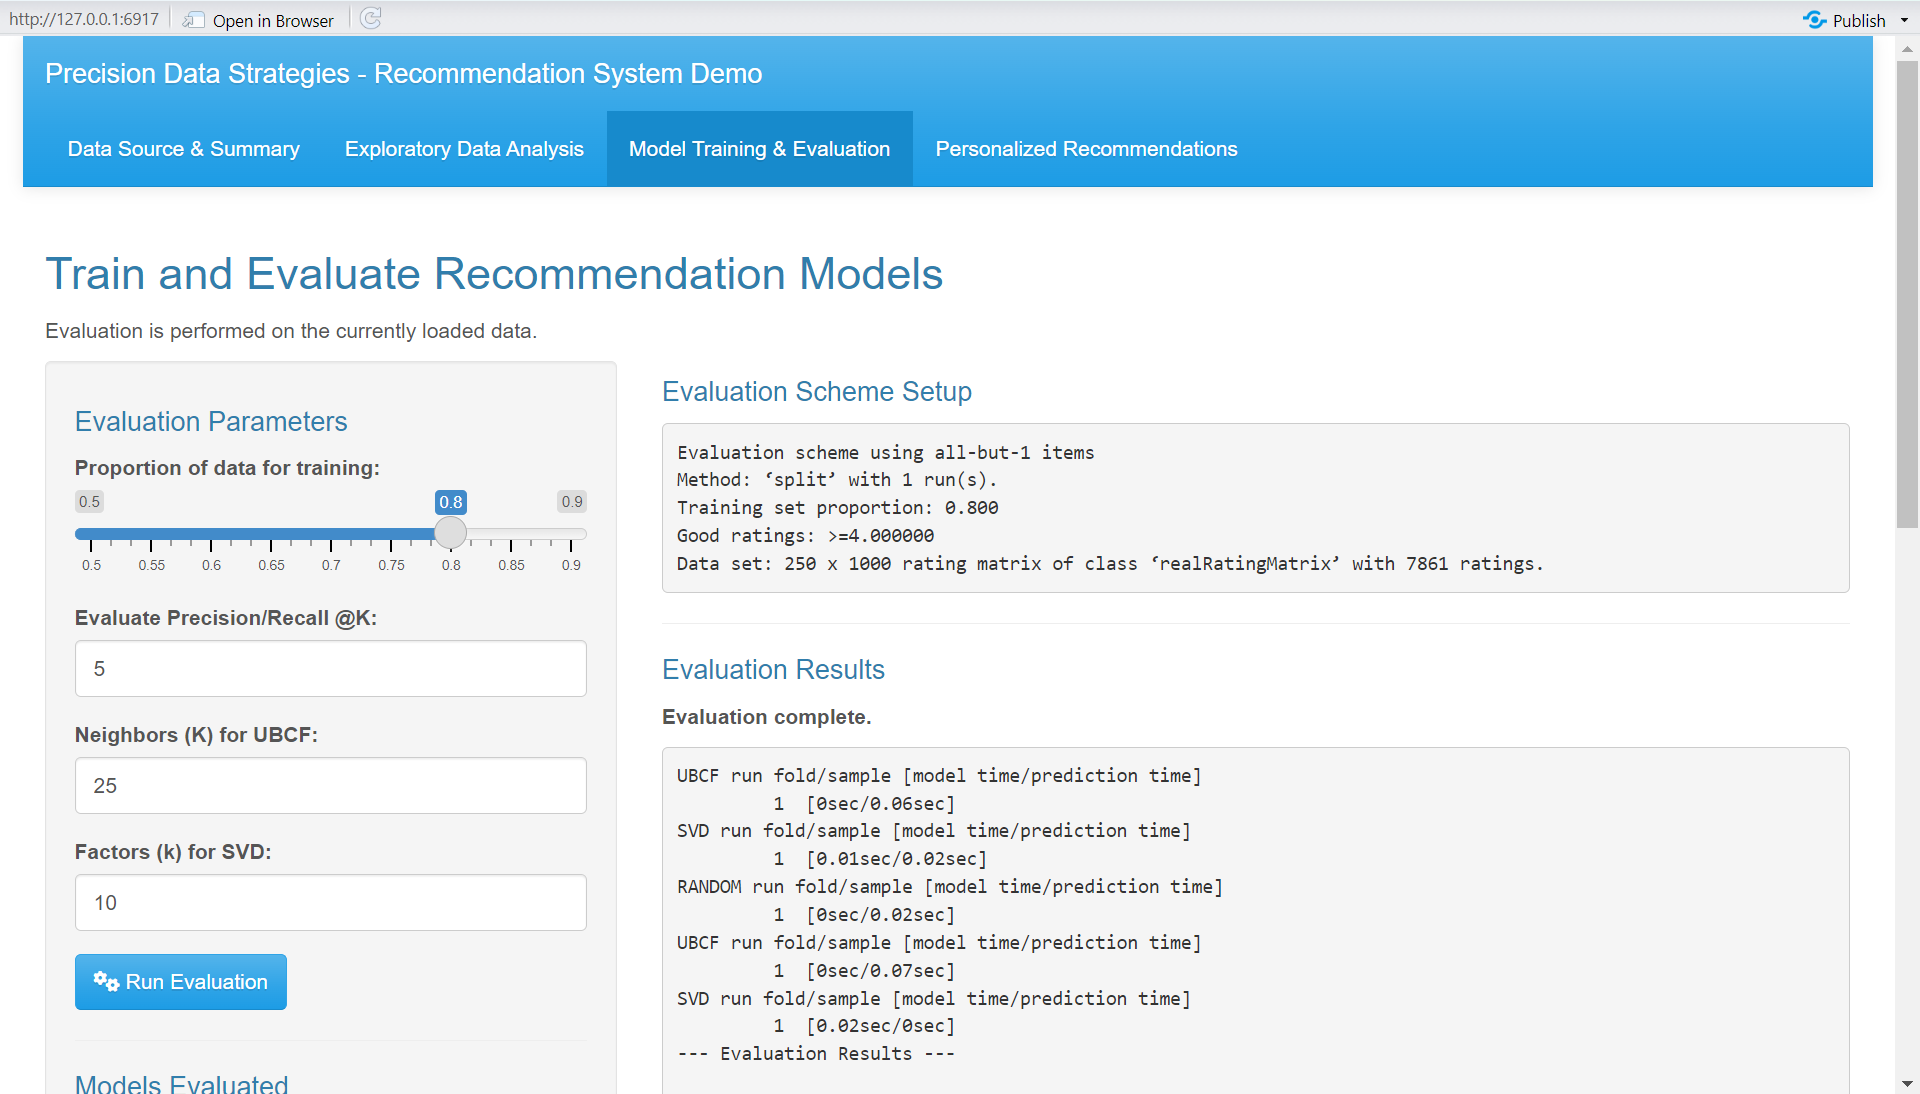 http://127.0.0.1:6917 Open in Browser Publish
Precision Data Strategies - Recommendation System Demo
Data Source & Summary Exploratory Data Analysis Model Training & Evaluation Personalized Recommendations
Train and Evaluate Recommendation Models
Evaluation is performed on the currently loaded data.
Evaluation Parameters
Proportion of data for training:
0.5 0.8 0.9
0.5 0.55 0.6 0.65 0.7 0.75 0.8 0.85 0.9
Evaluate Precision/Recall @K:
5
Neighbors (K) for UBCF:
25
Factors (k) for SVD:
10
Run Evaluation
Models Evaluated
Evaluation Scheme Setup
Evaluation scheme using all-but-1 items
Method: ‘split’ with 1 run(s).
Training set proportion: 0.800
Good ratings: >=4.000000
Data set: 250 x 1000 rating matrix of class ‘realRatingMatrix’ with 7861 ratings.
Evaluation Results
Evaluation complete.
UBCF run fold/sample [model time/prediction time]
1 [0sec/0.06sec]
SVD run fold/sample [model time/prediction time]
1 [0.01sec/0.02sec]
RANDOM run fold/sample [model time/prediction time]
1 [0sec/0.02sec]
UBCF run fold/sample [model time/prediction time]
1 [0sec/0.07sec]
SVD run fold/sample [model time/prediction time]
1 [0.02sec/0sec]
--- Evaluation Results ---